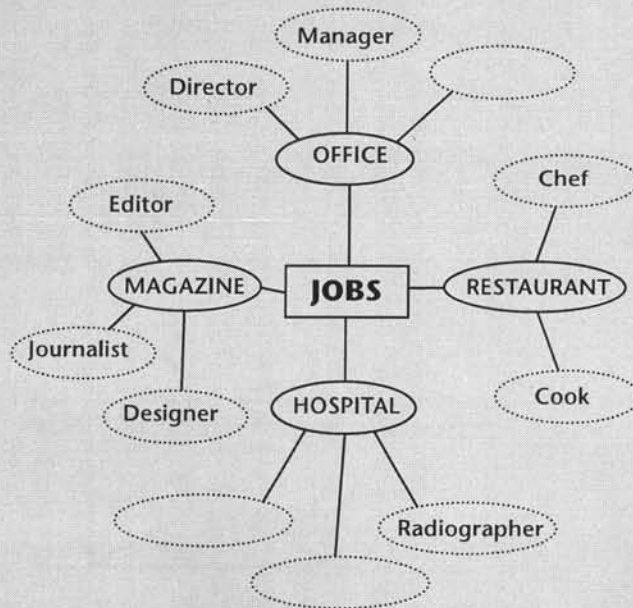 Manager
Director
OFFICE
Chef
Editor
MAGAZINE
JOBS
RESTAURANT
Journalist
Designer
HOSPITAL
Cook
Radiographer